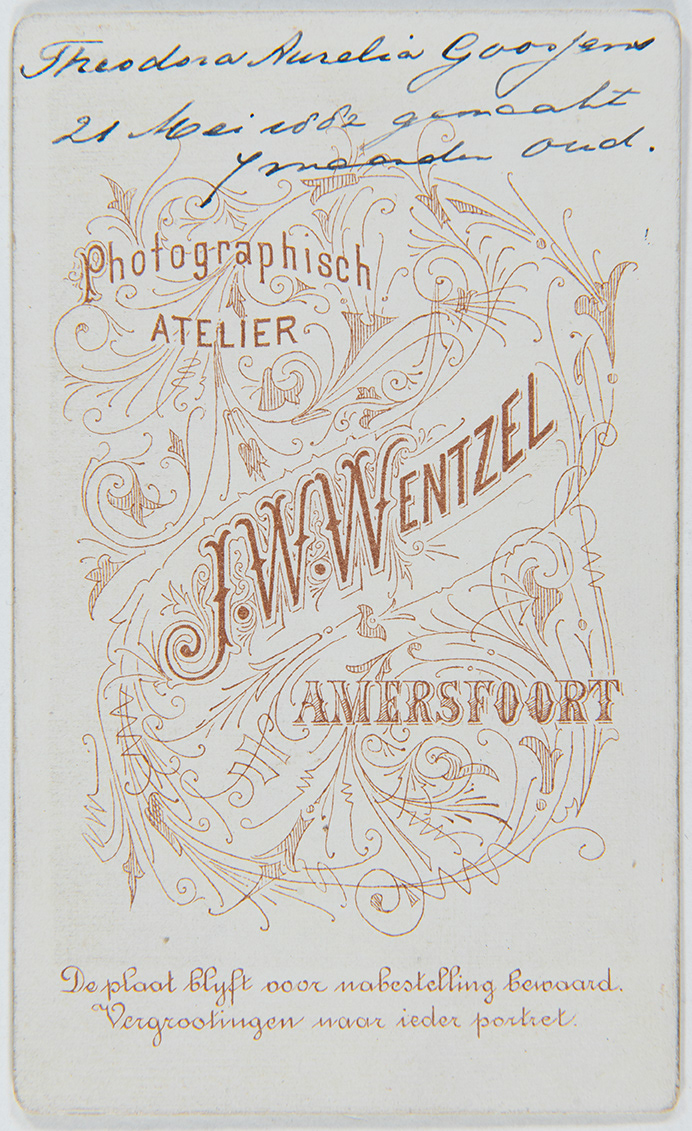 Theodora Aurelia Gooszens
21 Mei 1882 gemaakt
7 maanden oud.
Photographisch
ATELIER
J.W.WENTZEL
AMERSFOORT
De plaat blyft voor nabestelling bewaard.
Vergrootingen naar ieder portret.